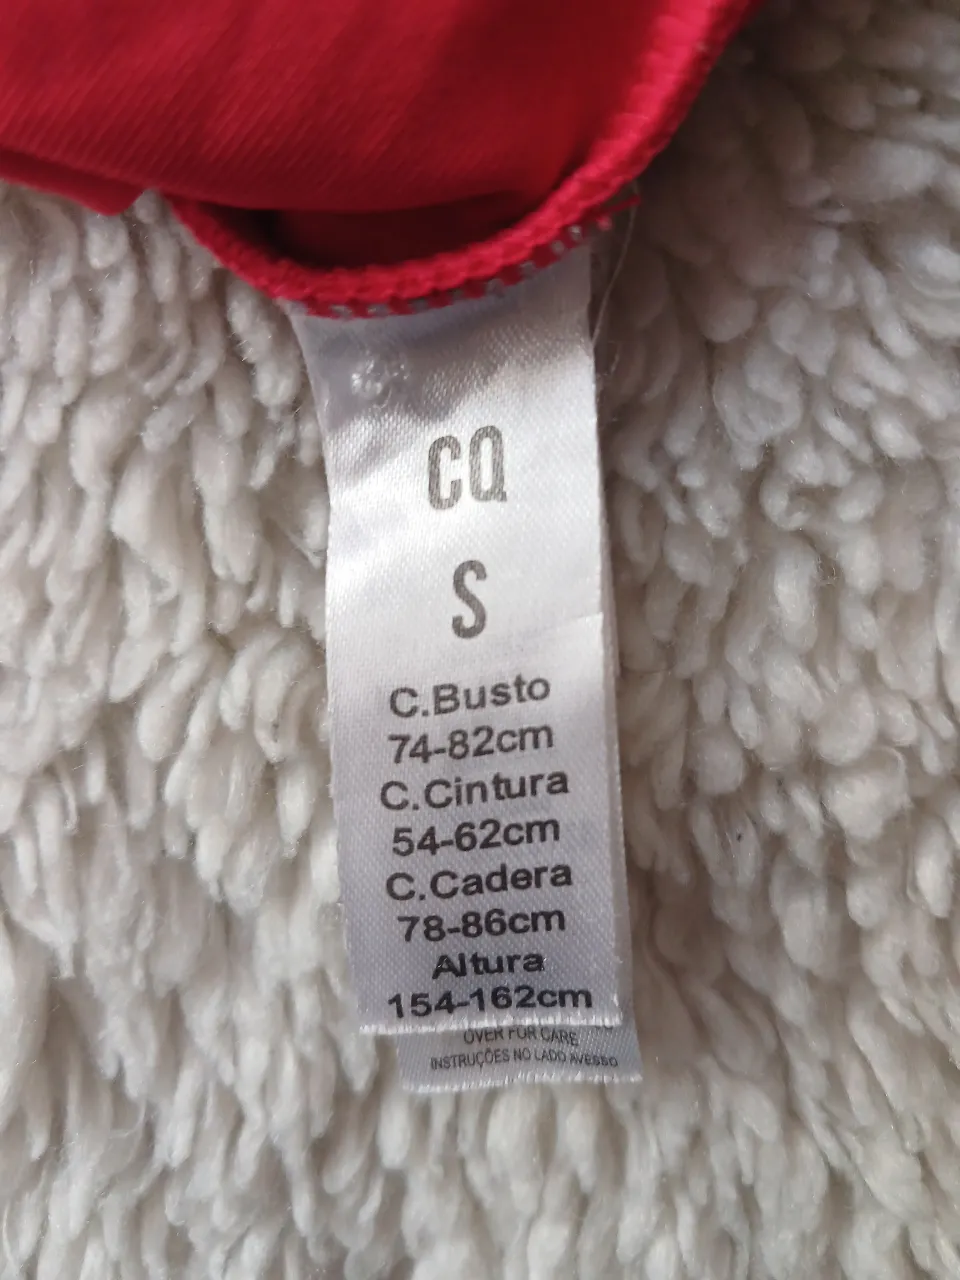 CQ
S
C.Busto
74-82cm
C.Cintura
54-62cm
C.Cadera
78-86cm
Altura
154-162cm
OVER FOR CARE
INSTRUÇÕES NO LADO AVESSO